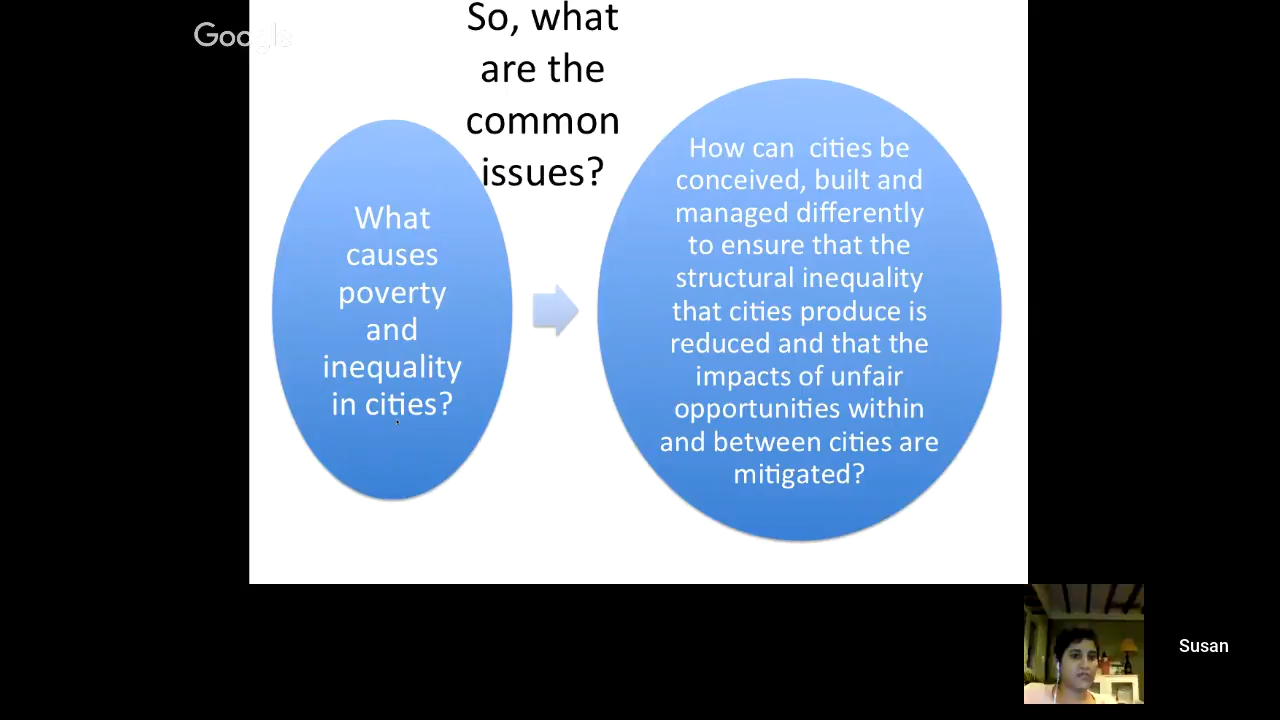 Google
So, what
are the
common
issues?
What
causes
poverty
and
inequality
in cities?
How can  cities be
conceived, built and
managed differently
to ensure that the
structural inequality
that cities produce is
reduced and that the
impacts of unfair
opportunities within
and between cities are
mitigated?
Susan